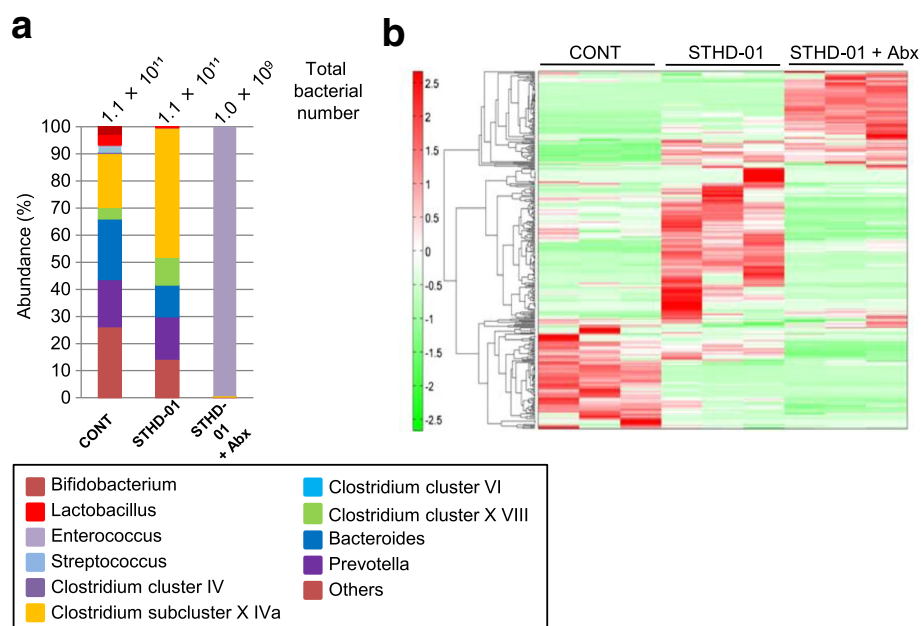 a
1.1 × 10¹¹
1.1 × 10¹¹
1.0 × 10⁹
Total
bacterial
number
Abundance (%)
100
90
80
70
60
50
40
30
20
10
0
CONT
STHD-01
STHD-
01
+ Abx
b
CONT
STHD-01
STHD-01 + Abx
2.5
2
1.5
1
0.5
0
-0.5
-1
-1.5
-2
-2.5
Bifidobacterium
Lactobacillus
Enterococcus
Streptococcus
Clostridium cluster IV
Clostridium subcluster X IVa
Clostridium cluster VI
Clostridium cluster X VIII
Bacteroides
Prevotella
Others